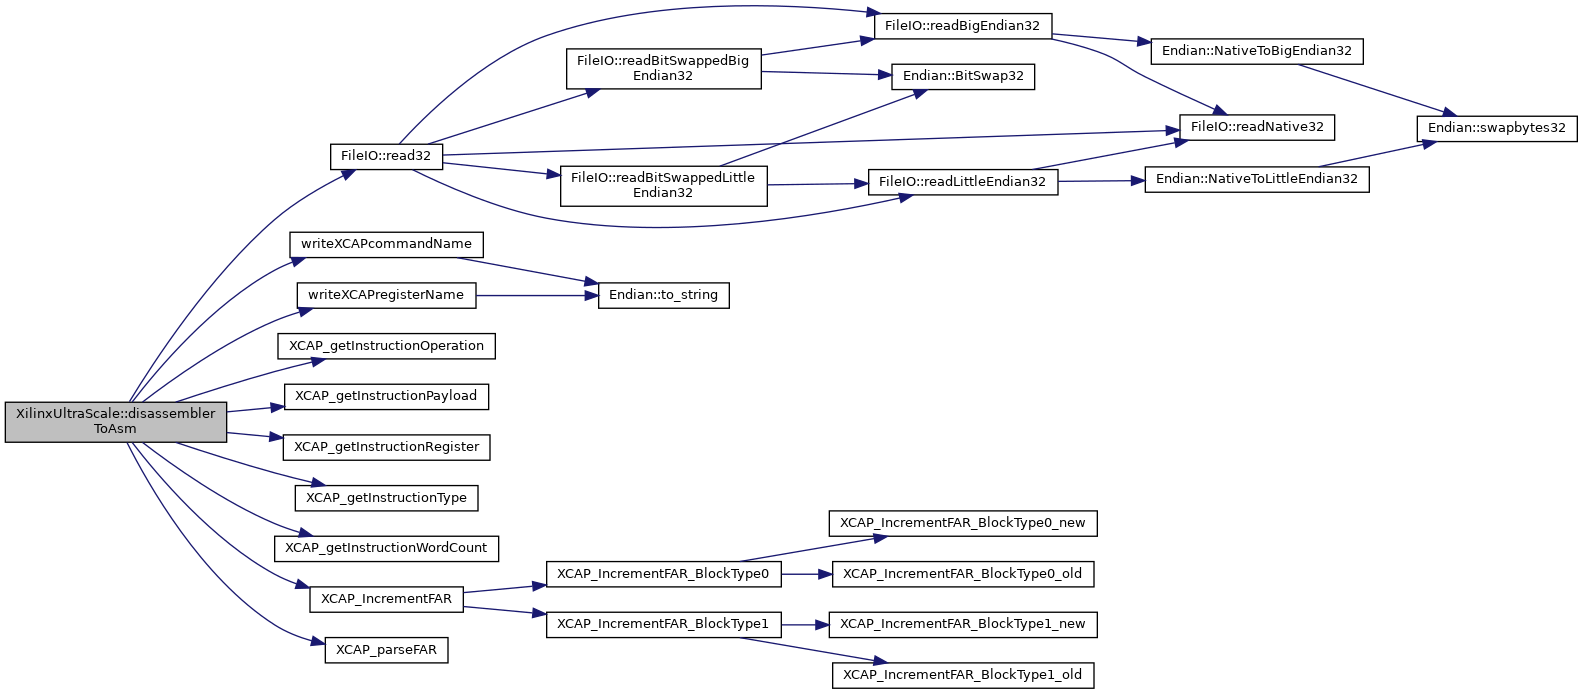 XilinxUltraScale::disassembler
ToAsm
FileIO::read32
writeXCAPcommandName
writeXCAPregisterName
XCAP_getInstructionOperation
XCAP_getInstructionPayload
XCAP_getInstructionRegister
XCAP_getInstructionType
XCAP_getInstructionWordCount
XCAP_IncrementFAR
XCAP_parseFAR
FileIO::readBitSwappedBig
Endian32
FileIO::readBitSwappedLittle
Endian32
Endian::to_string
XCAP_IncrementFAR_BlockType0
XCAP_IncrementFAR_BlockType1
FileIO::readBigEndian32
Endian::BitSwap32
FileIO::readLittleEndian32
XCAP_IncrementFAR_BlockType0_new
XCAP_IncrementFAR_BlockType0_old
XCAP_IncrementFAR_BlockType1_new
XCAP_IncrementFAR_BlockType1_old
Endian::NativeToBigEndian32
FileIO::readNative32
Endian::NativeToLittleEndian32
Endian::swapbytes32